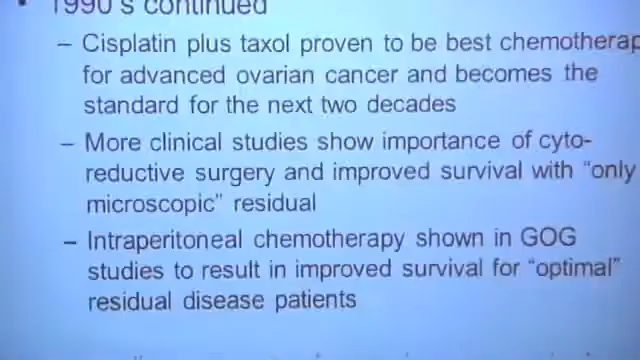 • 1990's continued
– Cisplatin plus taxol proven to be best chemotherap
for advanced ovarian cancer and becomes the
standard for the next two decades
– More clinical studies show importance of cyto-
reductive surgery and improved survival with “only
microscopic” residual
– Intraperitoneal chemotherapy shown in GOG
studies to result in improved survival for “optimal”
residual disease patients